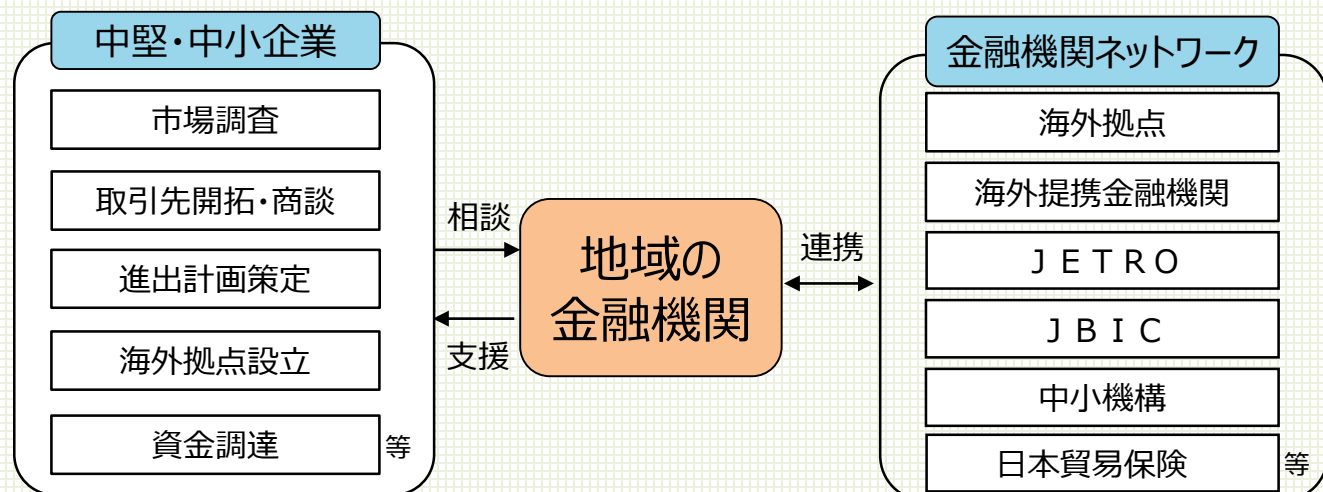 中堅・中小企業
市場調査
取引先開拓・商談
進出計画策定
海外拠点設立
資金調達
等
相談
支援
地域の
金融機関
連携
金融機関ネットワーク
海外拠点
海外提携金融機関
ＪＥＴＲＯ
ＪＢＩＣ
中小機構
日本貿易保険
等